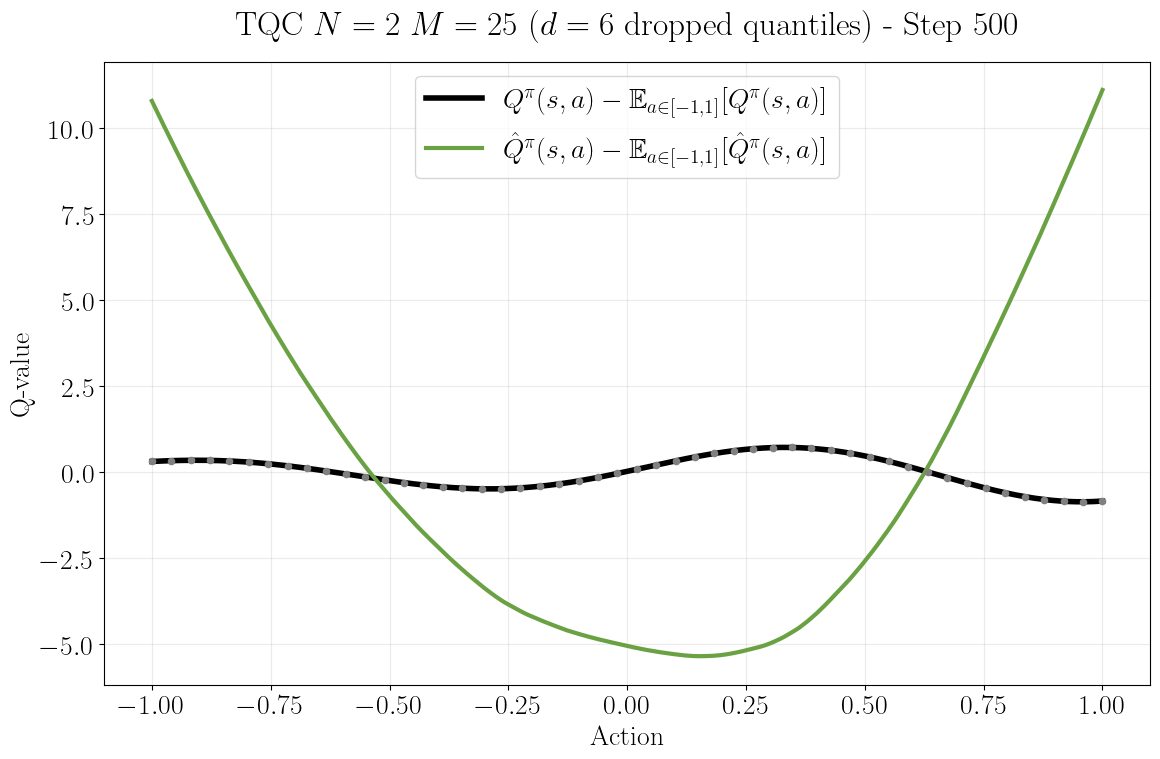 TQC N = 2 M = 25 (d = 6 dropped quantiles) - Step 500
Q^π(s, a) − 𝔼_{a∈[−1,1]}[Q^π(s, a)]
Q̂^π(s, a) − 𝔼_{a∈[−1,1]}[Q̂^π(s, a)]
Q-value
10.0
7.5
5.0
2.5
0.0
−2.5
−5.0
−1.00 −0.75 −0.50 −0.25 0.00 0.25 0.50 0.75 1.00
Action